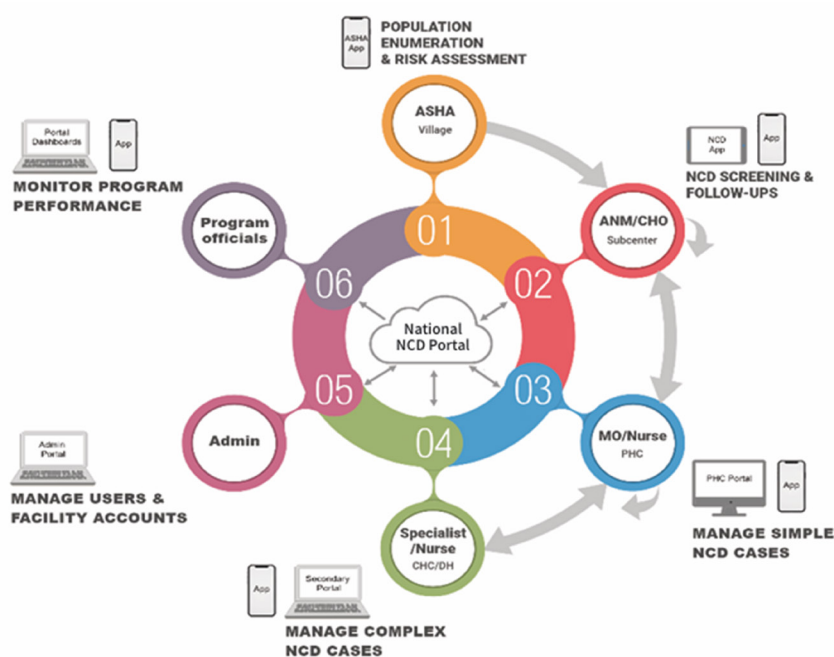 ASHA
App
POPULATION
ENUMERATION
& RISK ASSESSMENT
ASHA
Village
01
NCD
App
App
NCD SCREENING &
FOLLOW-UPS
ANM/CHO
Subcenter
02
MO/Nurse
PHC
03
PHC Portal
App
MANAGE SIMPLE
NCD CASES
Specialist
/Nurse
CHC/DH
04
App
Secondary
Portal
MANAGE COMPLEX
NCD CASES
Admin
05
Admin
Portal
MANAGE USERS &
FACILITY ACCOUNTS
Program
officials
06
Portal
Dashboards
App
MONITOR PROGRAM
PERFORMANCE
National
NCD Portal